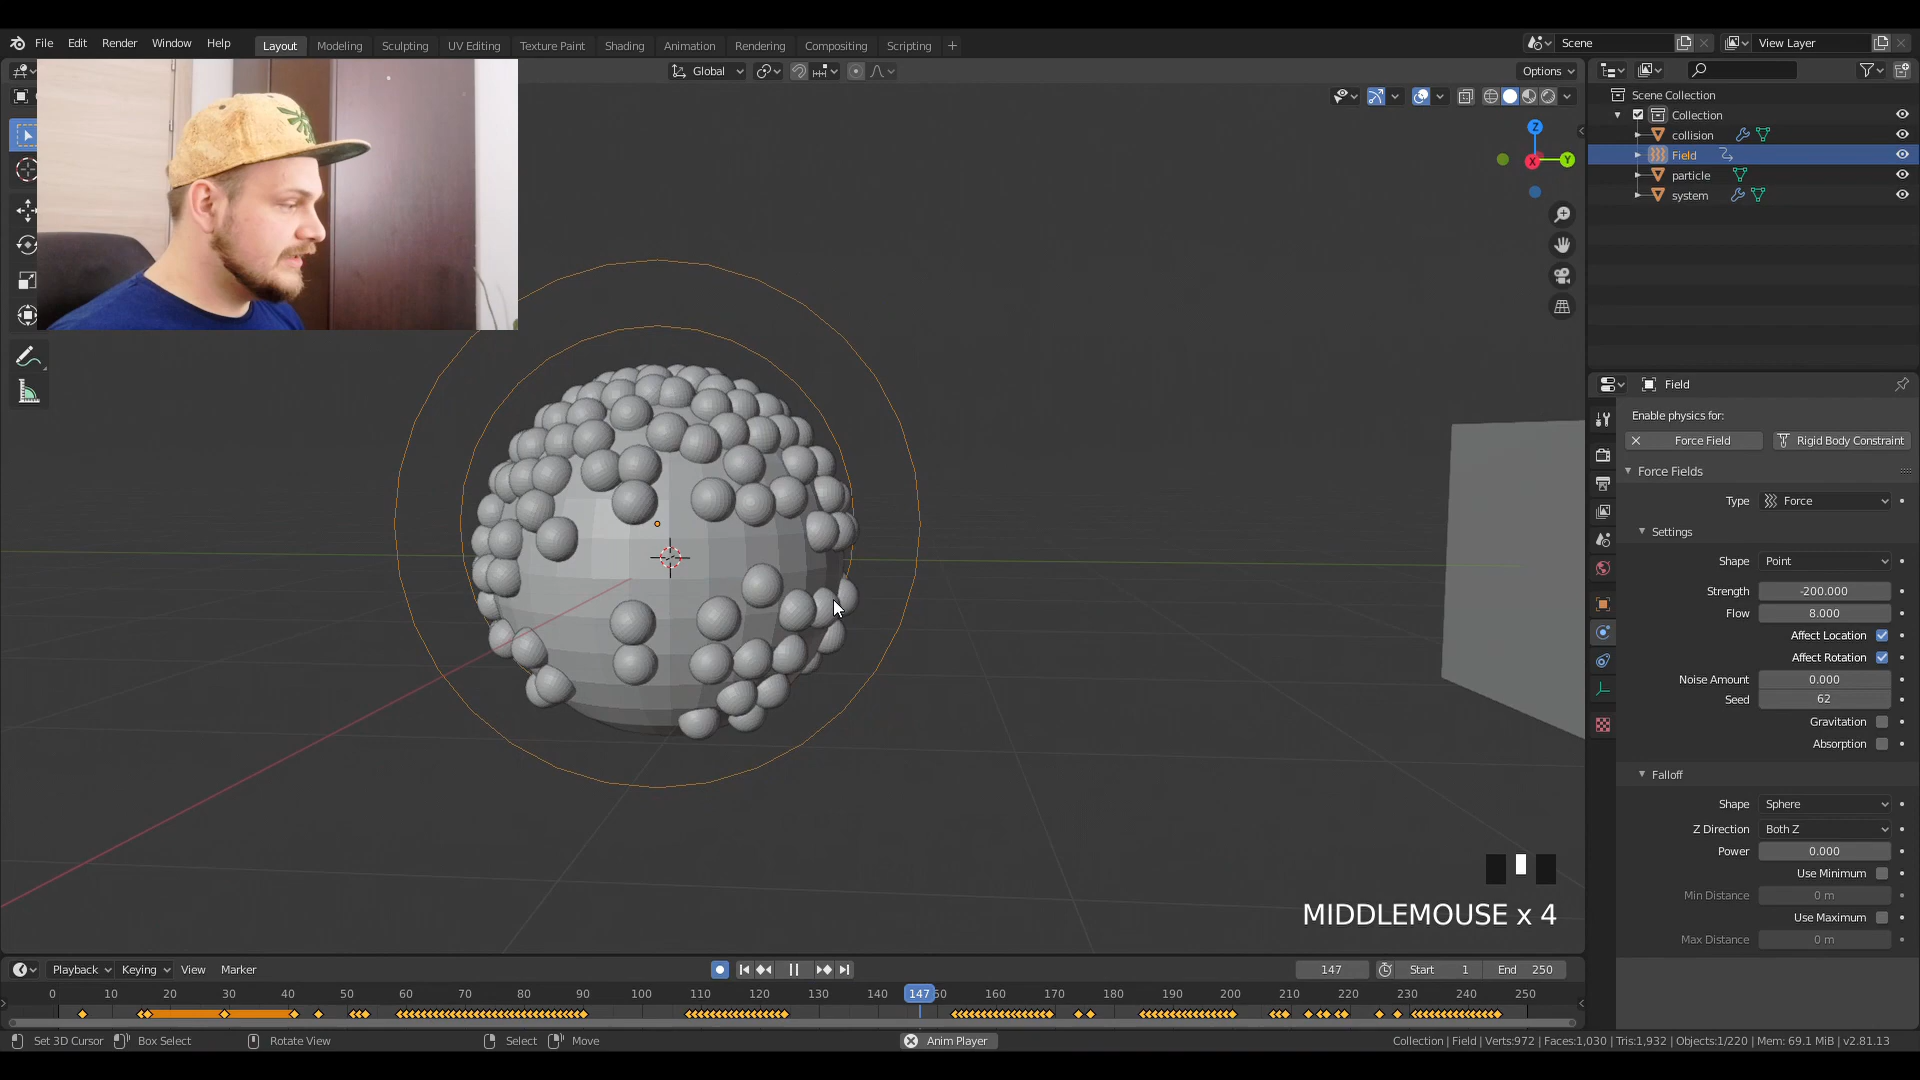 File Edit Render Window Help Layout Modeling Sculpting UV Editing Texture Paint Shading Animation Rendering Compositing Scripting + Scene View Layer
Global Options
Scene Collection
Collection
collision
Field
particle
system
Z
Y
X
Field
Enable physics for:
Force Field Rigid Body Constraint
Force Fields
Type Force
Settings
Shape Point
Strength -200.000
Flow 8.000
Affect Location
Affect Rotation
Noise Amount 0.000
Seed 62
Gravitation
Absorption
Falloff
Shape Sphere
Z Direction Both Z
Power 0.000
Use Minimum
Min Distance 0 m
Use Maximum
Max Distance 0 m
MIDDLEMOUSE x 4
Playback Keying View Marker 147 Start 1 End 250
0 10 20 30 40 50 60 70 80 90 100 110 120 130 140 147 50 160 170 180 190 200 210 220 230 240 250
Set 3D Cursor Box Select Rotate View Select Move Anim Player Collection | Field | Verts:972 | Faces:1,030 | Tris:1,932 | Objects:1/220 | Mem: 69.1 MiB | v2.81.13